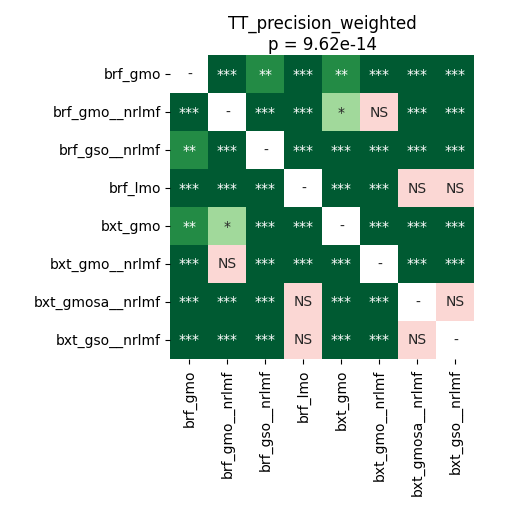 TT_precision_weighted
p = 9.62e-14
brf_gmo - *** ** *** ** *** *** ***
brf_gmo__nrlmf *** - *** *** * NS *** ***
brf_gso__nrlmf ** *** - *** *** *** *** ***
brf_lmo *** *** *** - *** *** NS NS
bxt_gmo ** * *** *** - *** *** ***
bxt_gmo__nrlmf *** NS *** *** *** - *** ***
bxt_gmosa__nrlmf *** *** *** NS *** *** - NS
bxt_gso__nrlmf *** *** *** NS *** *** NS -
brf_gmo
brf_gmo__nrlmf
brf_gso__nrlmf
brf_lmo
bxt_gmo
bxt_gmo__nrlmf
bxt_gmosa__nrlmf
bxt_gso__nrlmf